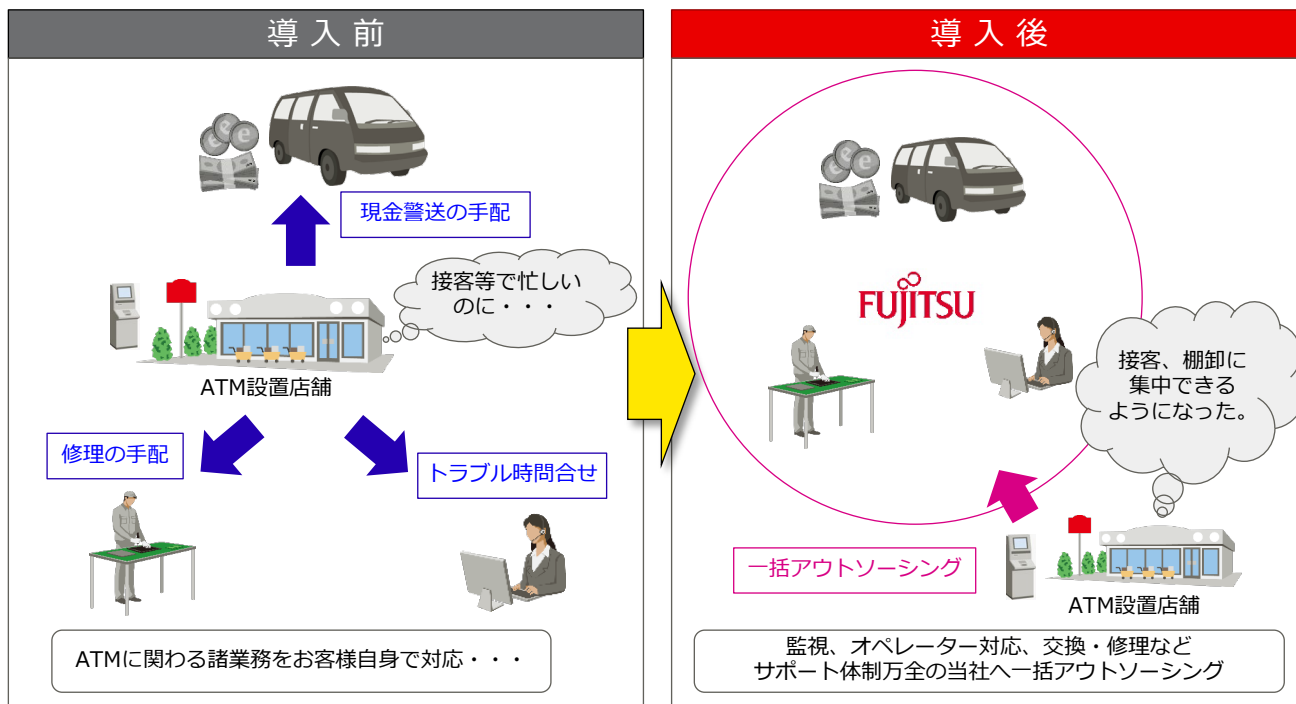 導入前
現金警送の手配
接客等で忙しい
のに・・・
ATM設置店舗
修理の手配
トラブル時問合せ
ATMに関わる諸業務をお客様自身で対応・・・
導入後
FUJITSU
接客、棚卸に
集中できる
ようになった。
一括アウトソーシング
ATM設置店舗
監視、オペレーター対応、交換・修理など
サポート体制万全の当社へ一括アウトソーシング